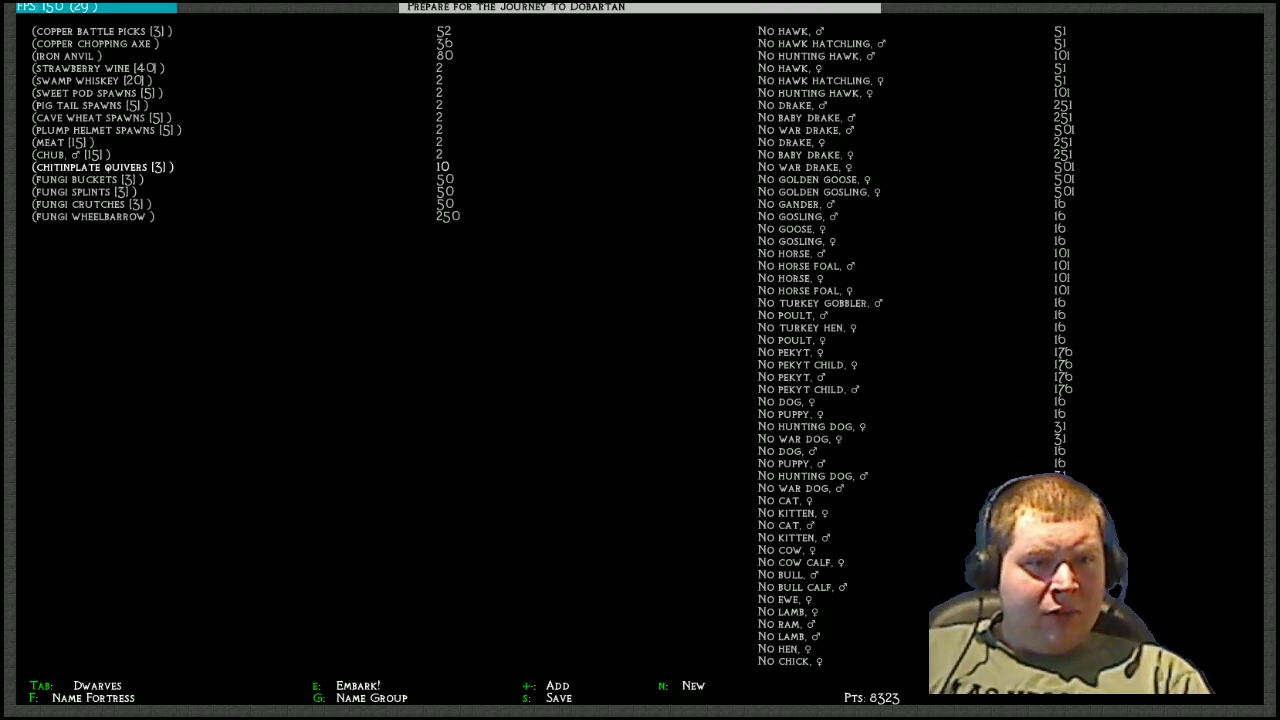 FPS: 150 (29)
Prepare for the Journey to Dobartan
(copper battle picks [3] ) 52
(copper chopping axe ) 36
(iron anvil ) 80
(strawberry wine [40] ) 2
(swamp whiskey [20] ) 2
(sweet pod spawns [5] ) 2
(pig tail spawns [5] ) 2
(cave wheat spawns [5] ) 2
(plump helmet spawns [5] ) 2
(meat [15] ) 2
(chub, ♂ [15] ) 2
(chitinplate quivers [3] ) 10
(fungi buckets [3] ) 50
(fungi splints [3] ) 50
(fungi crutches [3] ) 50
(fungi wheelbarrow ) 250
No hawk, ♂ 51
No hawk hatchling, ♂ 51
No hunting hawk, ♂ 101
No hawk, ♀ 51
No hawk hatchling, ♀ 51
No hunting hawk, ♀ 101
No drake, ♂ 251
No baby drake, ♂ 251
No war drake, ♂ 501
No drake, ♀ 251
No baby drake, ♀ 251
No war drake, ♀ 501
No golden goose, ♀ 501
No golden gosling, ♀ 501
No gander, ♂ 16
No gosling, ♂ 16
No goose, ♀ 16
No gosling, ♀ 16
No horse, ♂ 101
No horse foal, ♂ 101
No horse, ♀ 101
No horse foal, ♀ 101
No turkey gobbler, ♂ 16
No poult, ♂ 16
No turkey hen, ♀ 16
No poult, ♀ 16
No pekyt, ♀ 176
No pekyt child, ♀ 176
No pekyt, ♂ 176
No pekyt child, ♂ 176
No dog, ♀ 16
No puppy, ♀ 16
No hunting dog, ♀ 31
No war dog, ♀ 31
No dog, ♂ 16
No puppy, ♂ 16
No hunting dog, ♂
No war dog, ♂
No cat, ♀
No kitten, ♀
No cat, ♂
No kitten, ♂
No cow, ♀
No cow calf, ♀
No bull, ♂
No bull calf, ♂
No ewe, ♀
No lamb, ♀
No ram, ♂
No lamb, ♂
No hen, ♀
No chick, ♀
Tab: Dwarves e: Embark! +-: Add n: New
F: Name Fortress G: Name Group s: Save Pts: 8323